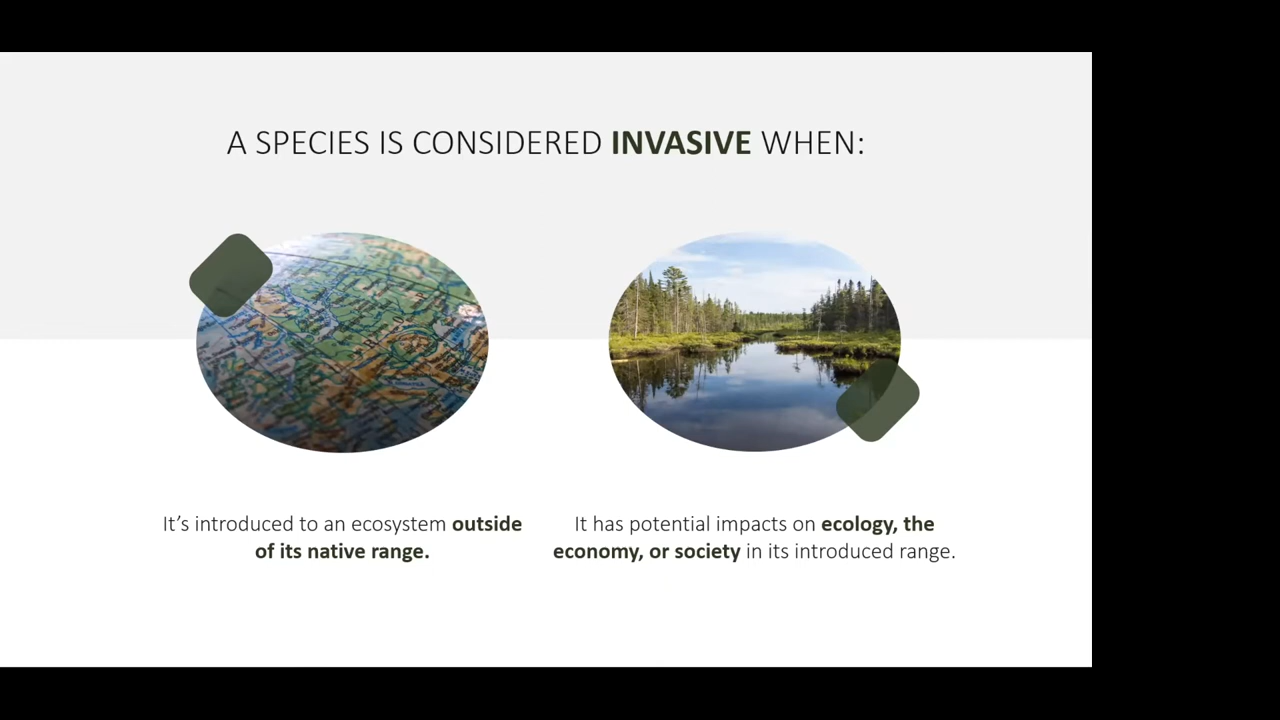 A SPECIES IS CONSIDERED INVASIVE WHEN:
It’s introduced to an ecosystem outside
of its native range.
It has potential impacts on ecology, the
economy, or society in its introduced range.